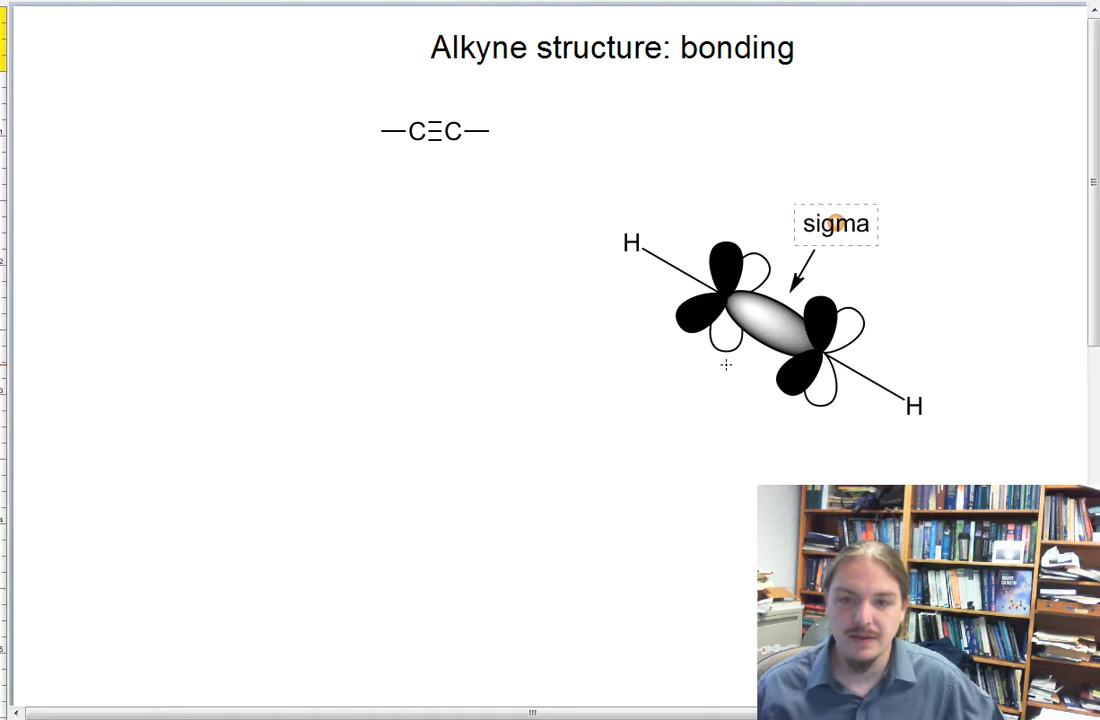 Alkyne structure: bonding
—C≡C—
sigma
H
H